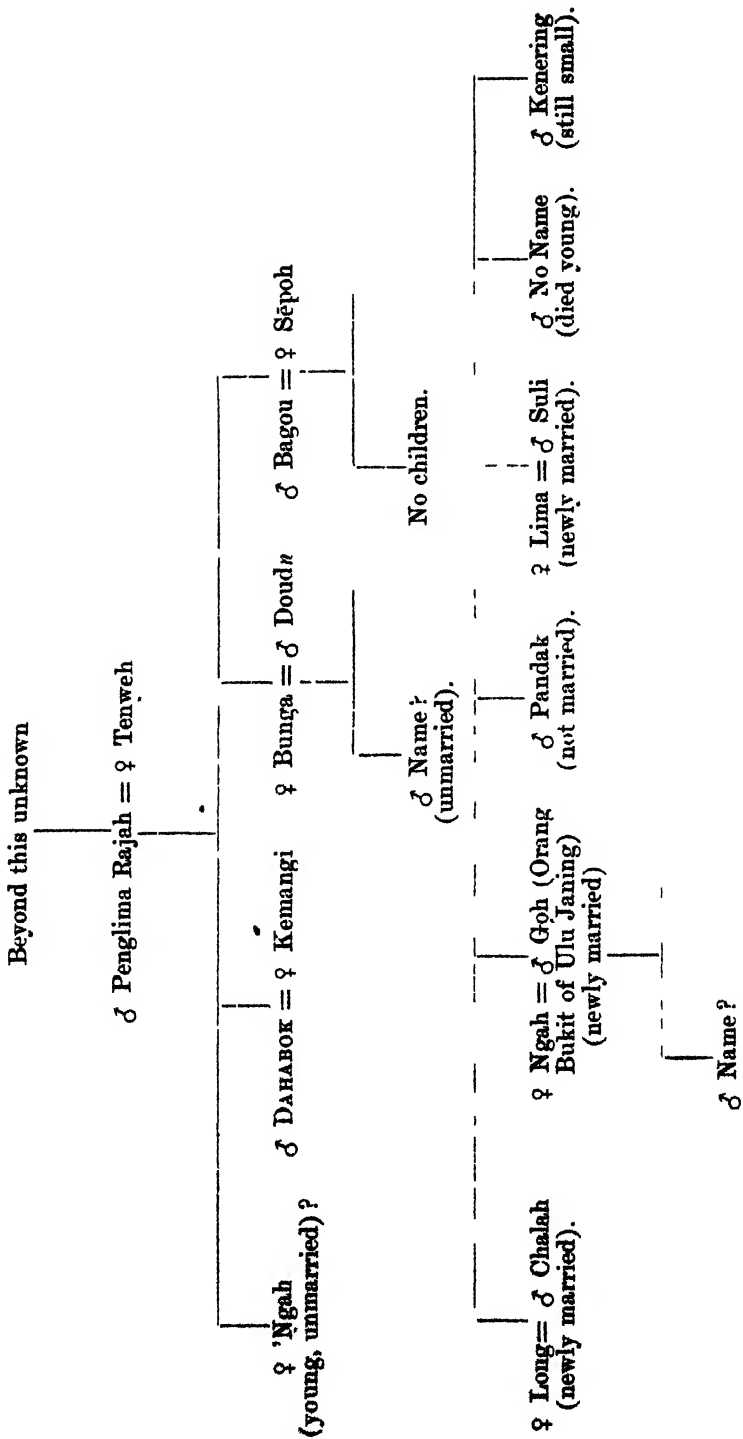 Beyond this unknown
♂ Penglima Rajah = ♀ Tenweh
♀ 'Ngah
(young, unmarried)?
♂ DAHABOK = ♀ Kemangi
♀ Bunga = ♂ Doudn
♂ Bagou = ♀ Sĕpoh
♂ Name?
(unmarried).
No children.
♀ Long = ♂ Chalah
(newly married).
♀ Ngah = ♂ Goh (Orang
Bukit of Ulu Janing)
(newly married)
♂ Pandak
(not married).
♀ Lima = ♂ Suli
(newly married).
♂ No Name
(died young).
♂ Kenering
(still small).
♂ Name?